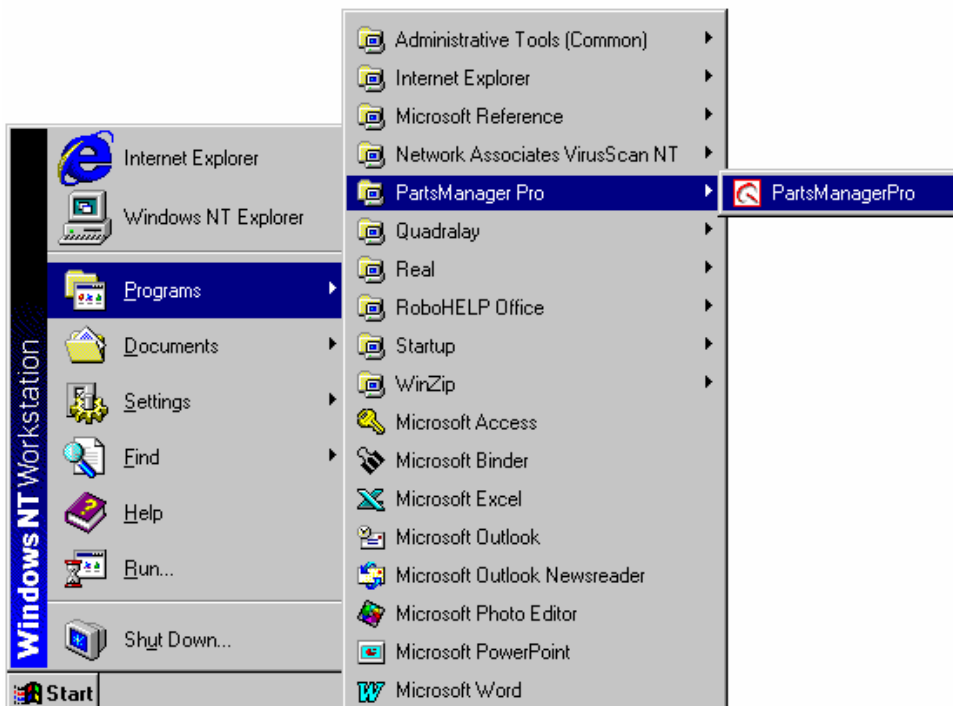 Internet Explorer
Windows NT Explorer
Programs
Documents
Settings
Find
Help
Run...
Shut Down...
Windows NT Workstation
Start
Administrative Tools (Common)
Internet Explorer
Microsoft Reference
Network Associates VirusScan NT
PartsManager Pro
Quadralay
Real
RoboHELP Office
Startup
WinZip
Microsoft Access
Microsoft Binder
Microsoft Excel
Microsoft Outlook
Microsoft Outlook Newsreader
Microsoft Photo Editor
Microsoft PowerPoint
Microsoft Word
PartsManagerPro